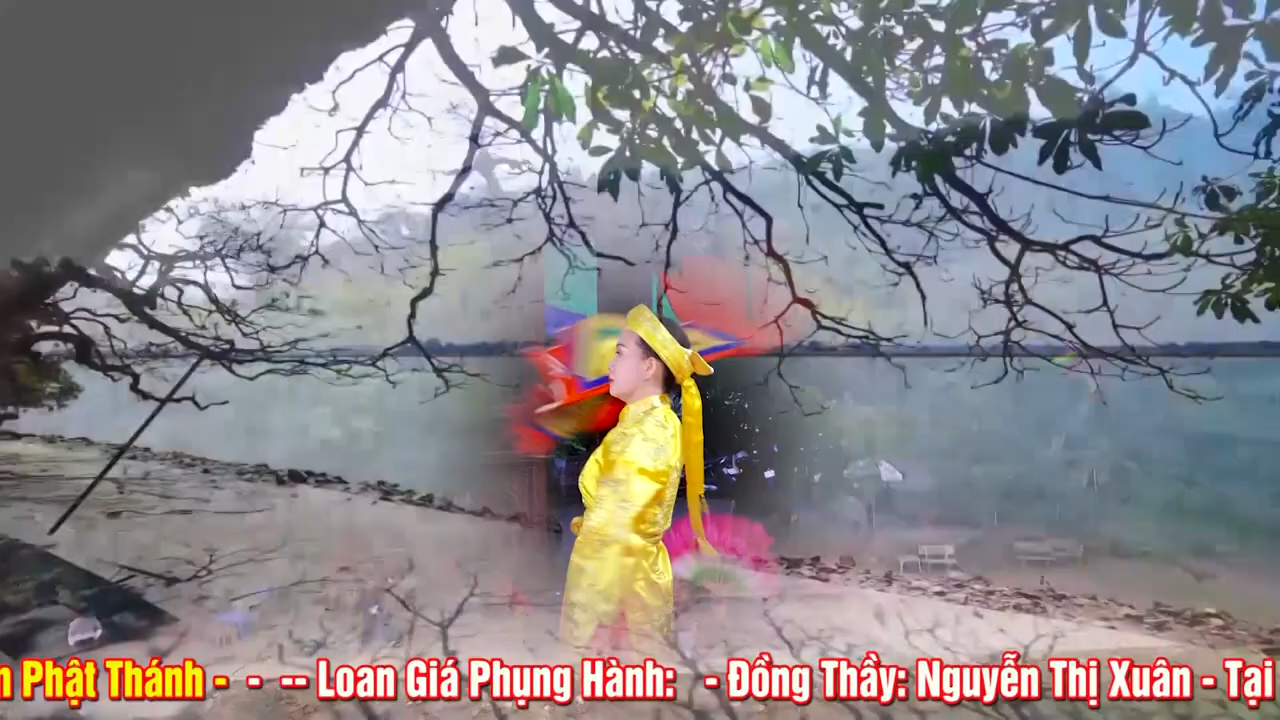 Phật Thánh - - -- Loan Giá Phụng Hành: - Đồng Thầy: Nguyễn Thị Xuân - Tại